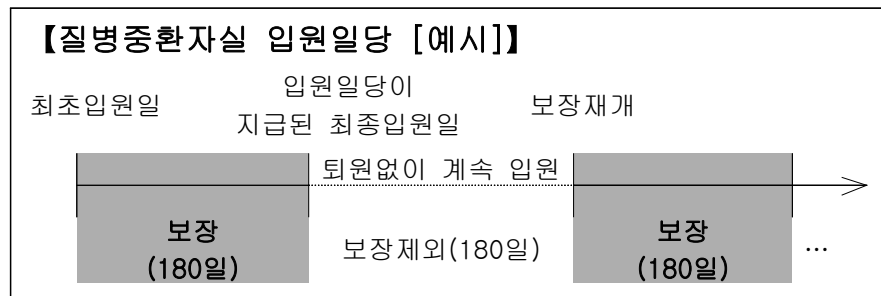 【질병중환자실 입원일당 [예시]】
최초입원일
입원일당이
지급된 최종입원일
보장재개
퇴원없이 계속 입원
보장
(180일)
보장제외(180일)
보장
(180일)
…